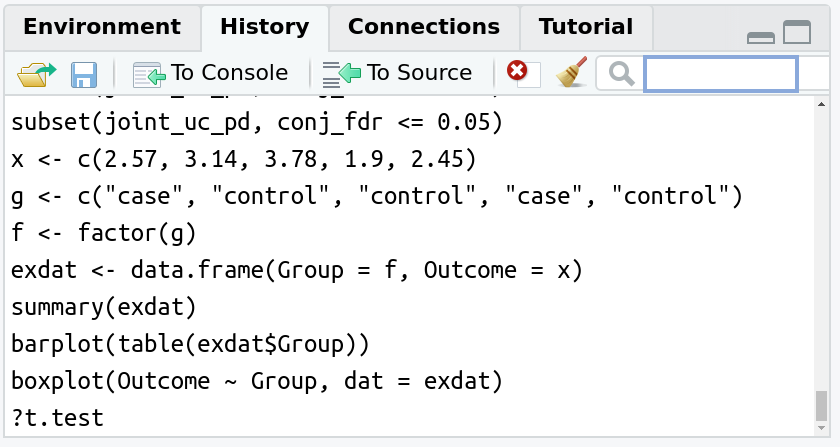 Environment History Connections Tutorial
To Console To Source
subset(joint_uc_pd, conj_fdr <= 0.05)
x <- c(2.57, 3.14, 3.78, 1.9, 2.45)
g <- c("case", "control", "control", "case", "control")
f <- factor(g)
exdat <- data.frame(Group = f, Outcome = x)
summary(exdat)
barplot(table(exdat$Group))
boxplot(Outcome ~ Group, dat = exdat)
?t.test